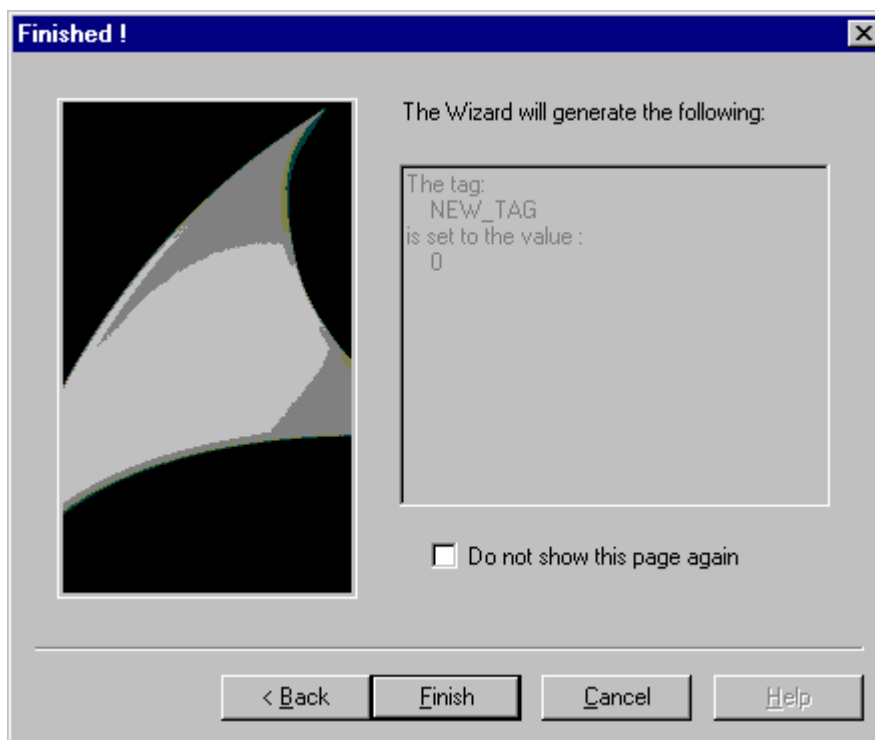 Finished !
The Wizard will generate the following:
The tag:
NEW_TAG
is set to the value :
0
Do not show this page again
< Back
Finish
Cancel
Help